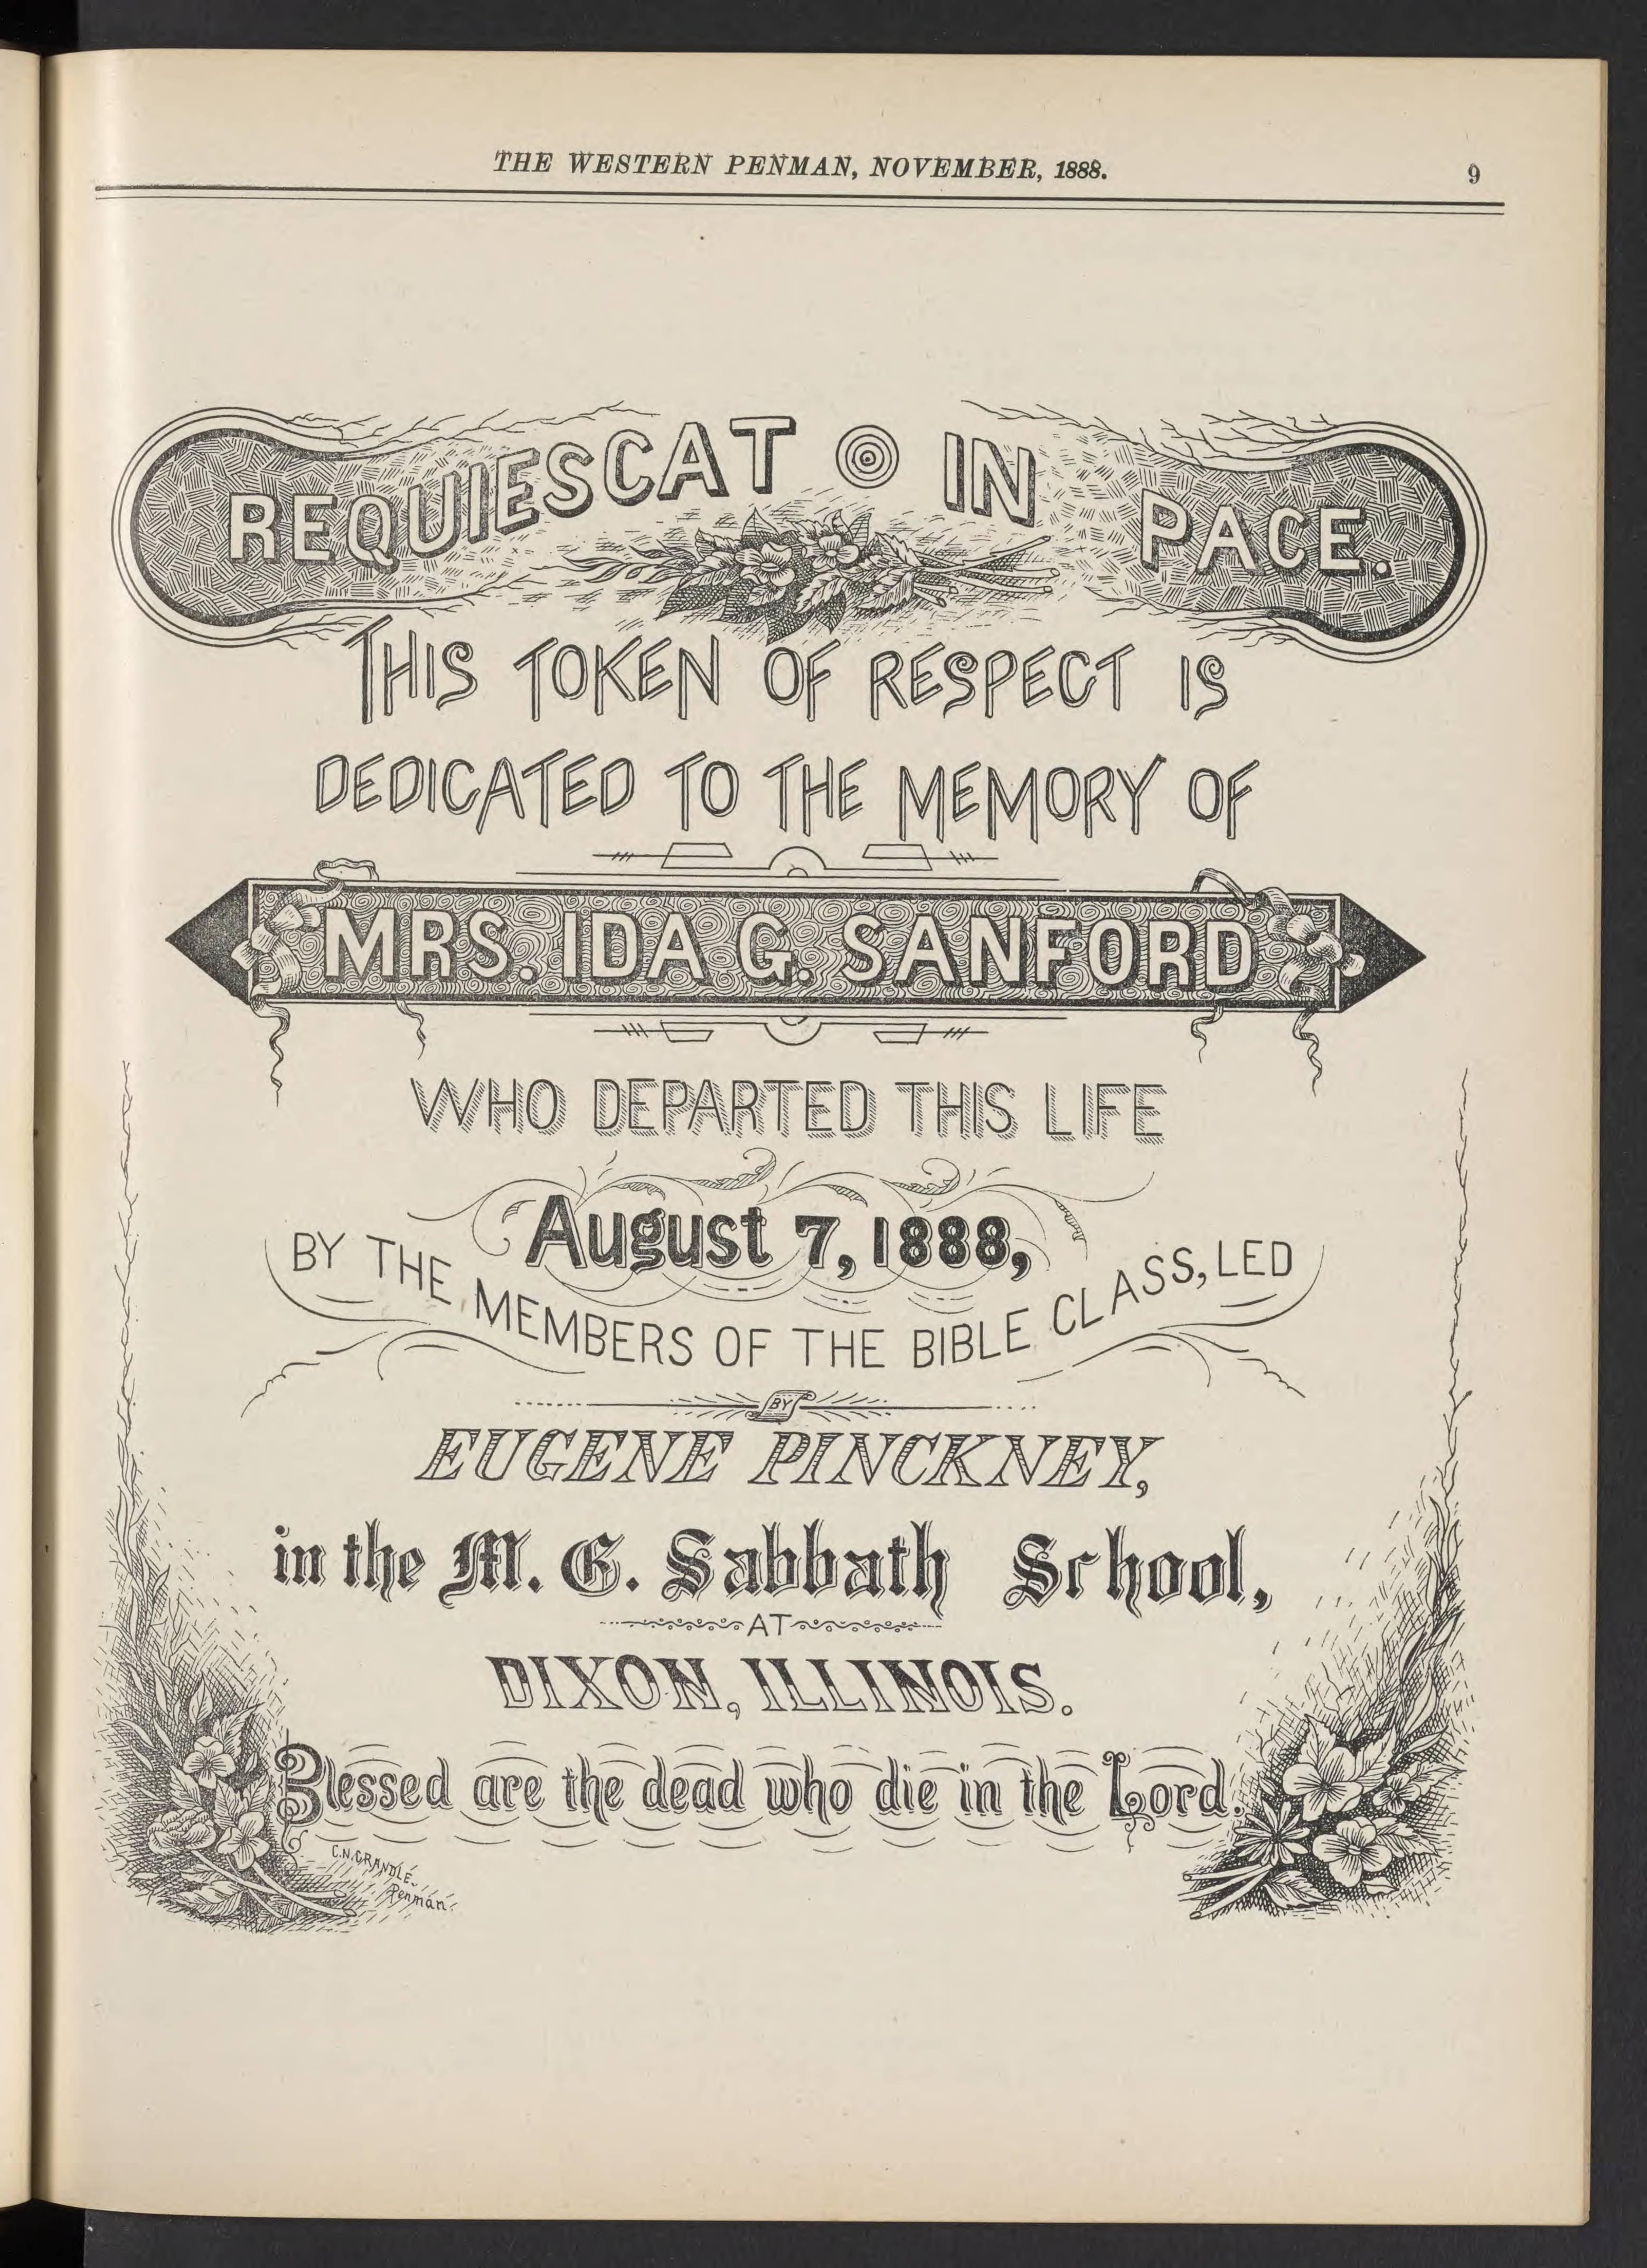 THE WESTERN PENMAN, NOVEMBER, 1888.
9
REQUIESCAT IN PACE.
THIS TOKEN OF RESPECT IS
DEDICATED TO THE MEMORY OF
MRS. IDA G. SANFORD
WHO DEPARTED THIS LIFE
August 7, 1888,
BY THE MEMBERS OF THE BIBLE CLASS, LED
BY
EUGENE PINCKNEY,
in the M. E. Sabbath School,
AT
DIXON, ILLINOIS.
Blessed are the dead who die in the Lord.
C.N. CRANDLE.
Penman.